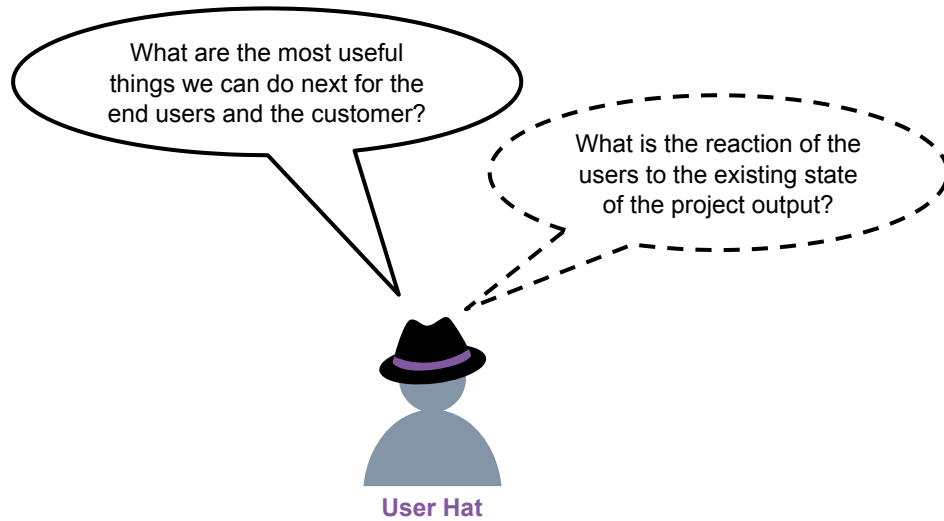 What are the most useful
things we can do next for the
end users and the customer?
What is the reaction of the
users to the existing state
of the project output?
User Hat